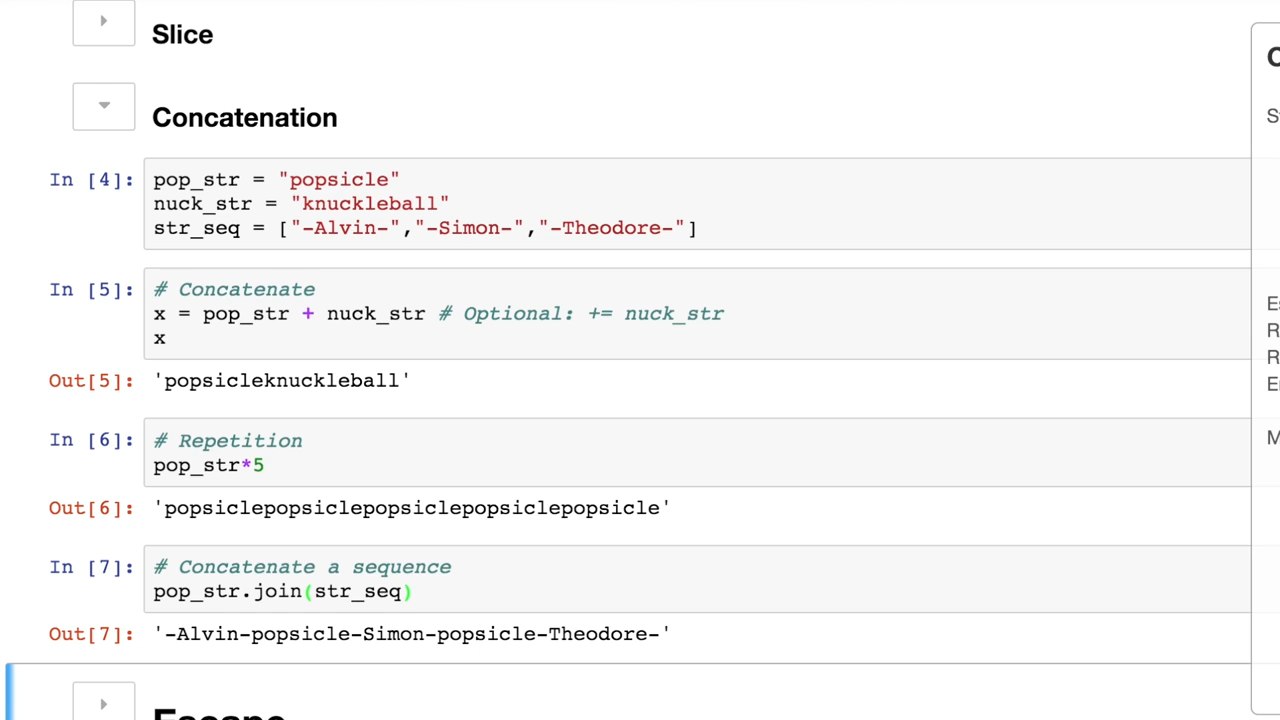 Slice
Concatenation
In [4]:
pop_str = "popsicle"
nuck_str = "knuckleball"
str_seq = ["-Alvin-","-Simon-","-Theodore-"]
In [5]:
# Concatenate
x = pop_str + nuck_str # Optional: += nuck_str
x
Out[5]: 'popsicleknuckleball'
In [6]:
# Repetition
pop_str*5
Out[6]: 'popsiclepopsiclepopsiclepopsiclepopsicle'
In [7]:
# Concatenate a sequence
pop_str.join(str_seq)
Out[7]: '-Alvin-popsicle-Simon-popsicle-Theodore-'
Escape